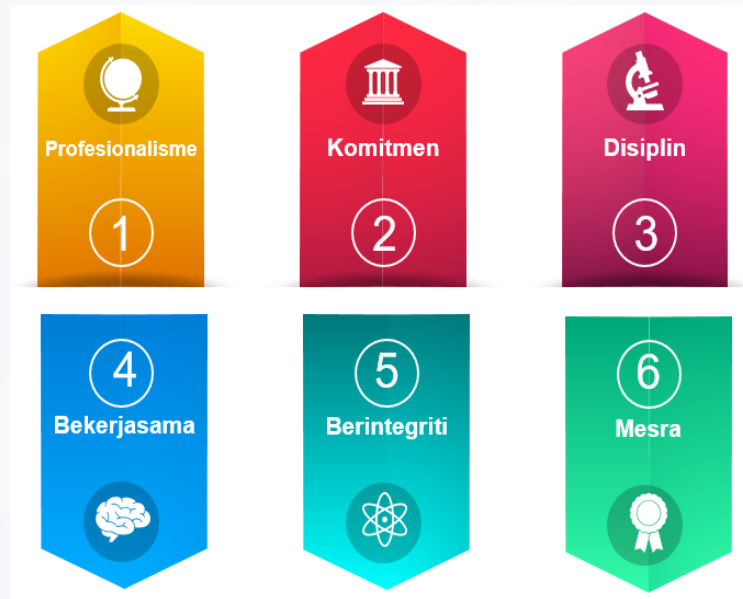 Profesionalisme
1
Komitmen
2
Disiplin
3
4
Bekerjasama
5
Berintegriti
6
Mesra